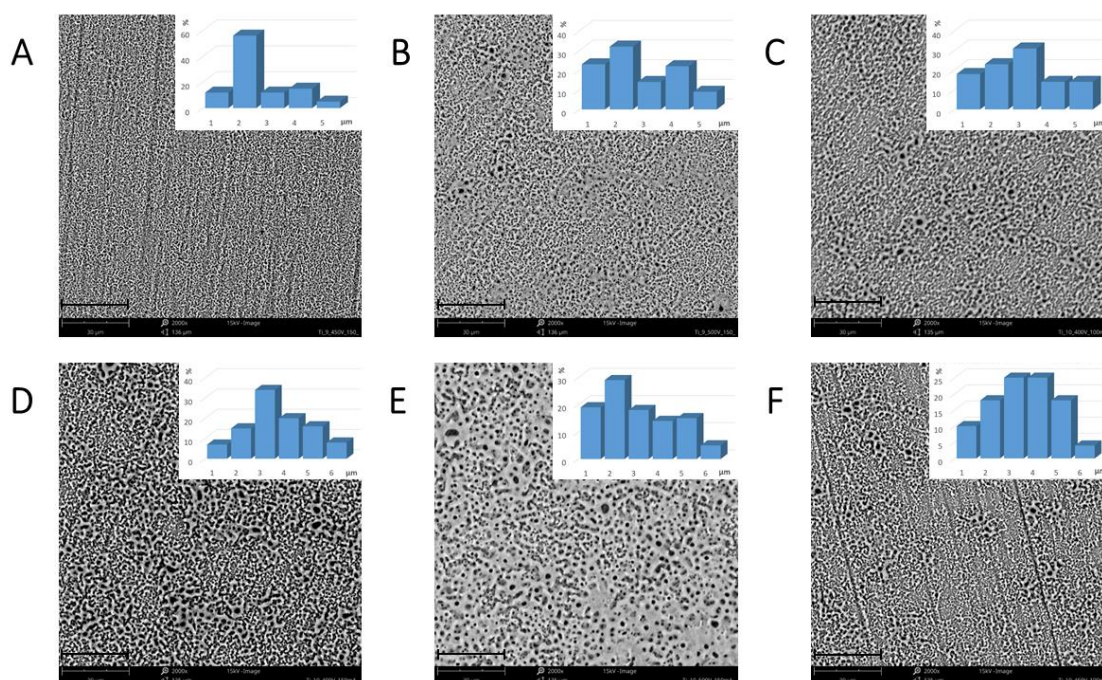 A
%
80
60
40
20
0
1 2 3 4 5 μm
30 μm 2000x 15kV-Image Ti_9_450V_150_
136 μm
B
%
40
30
20
10
0
1 2 3 4 5 μm
30 μm 2000x 15kV-Image Ti_9_500V_150_
136 μm
C
%
40
30
20
10
0
1 2 3 4 5 μm
30 μm 2000x 15kV-Image
135 μm
D
%
40
30
20
10
0
1 2 3 4 5 6 μm
2000x 15kV-Image
E
%
30
20
10
0
1 2 3 4 5 6 μm
2000x 15kV-Image
F
%
25
20
15
10
5
0
1 2 3 4 5 6 μm
2000x 15kV-Image